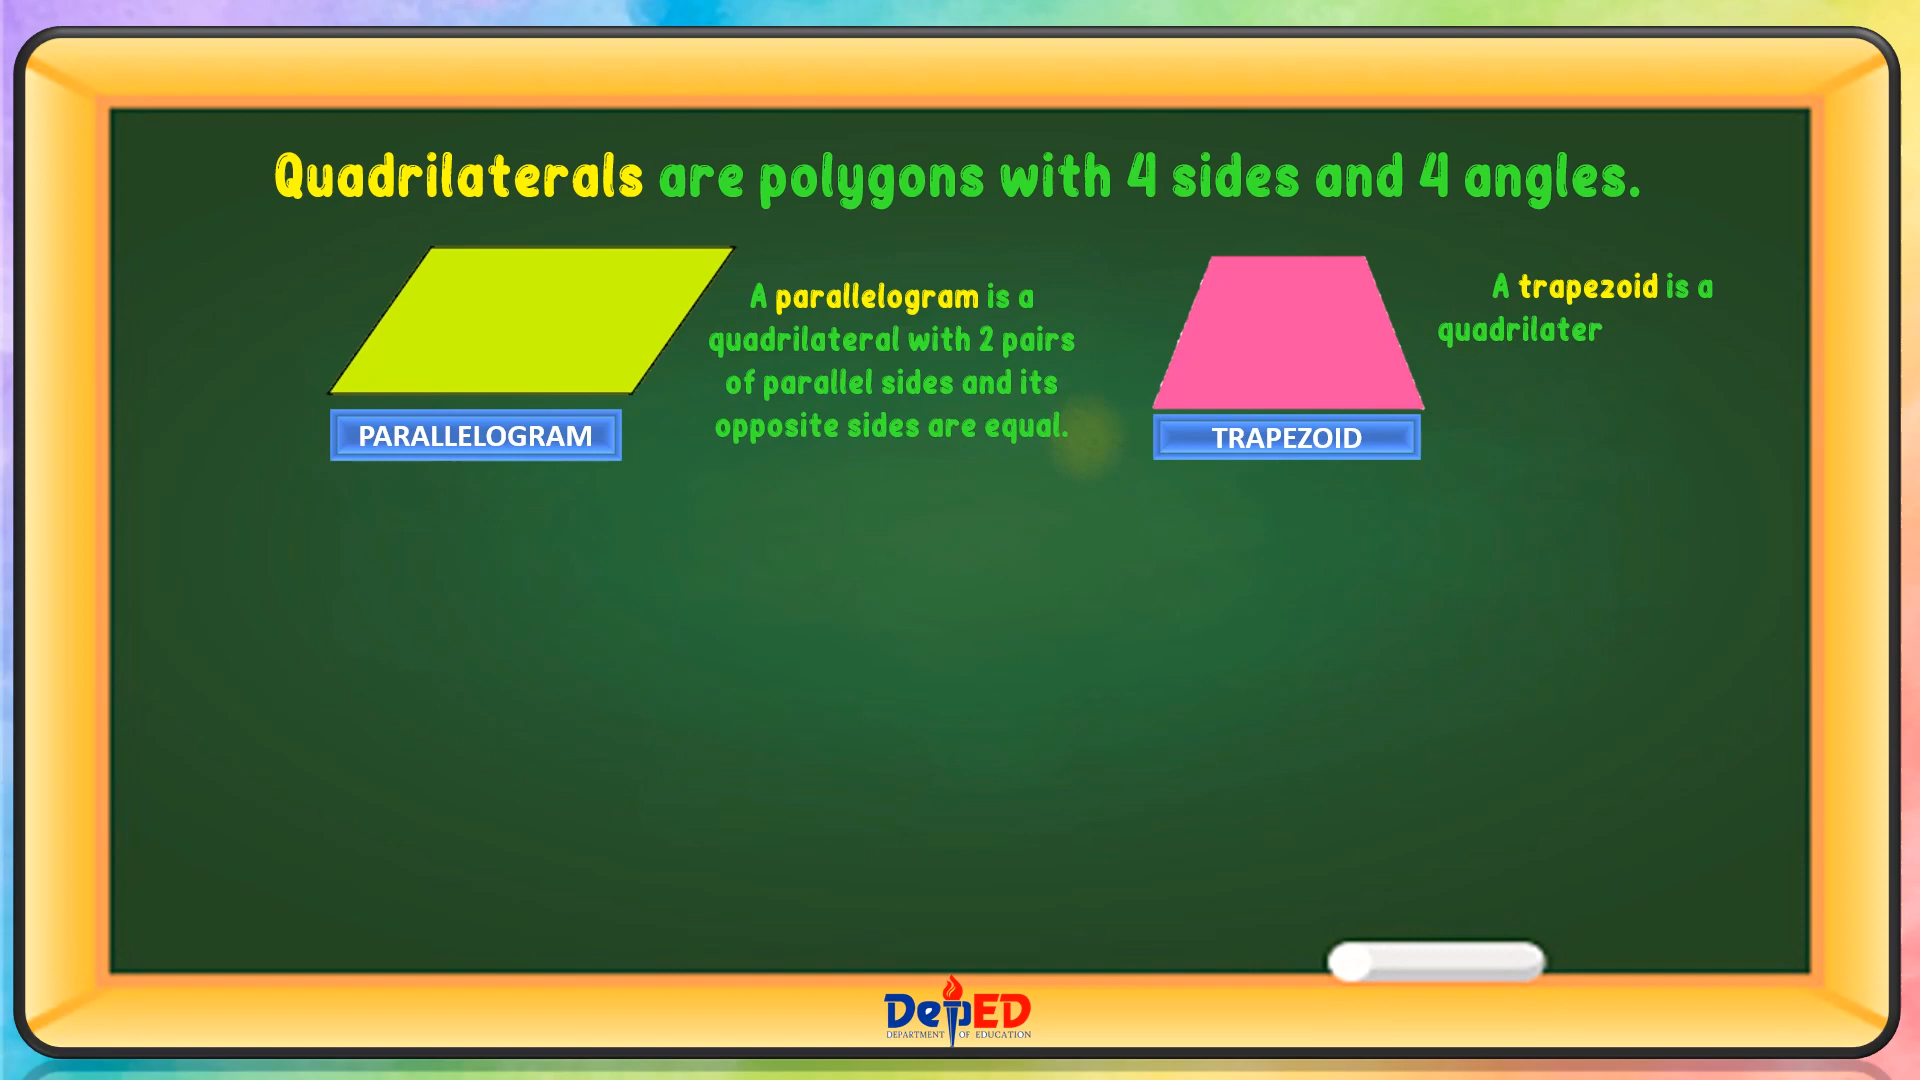 Quadrilaterals are polygons with 4 sides and 4 angles.
A parallelogram is a
quadrilateral with 2 pairs
of parallel sides and its
opposite sides are equal.
PARALLELOGRAM
A trapezoid is a
quadrilater
TRAPEZOID
DepED
DEPARTMENT OF EDUCATION